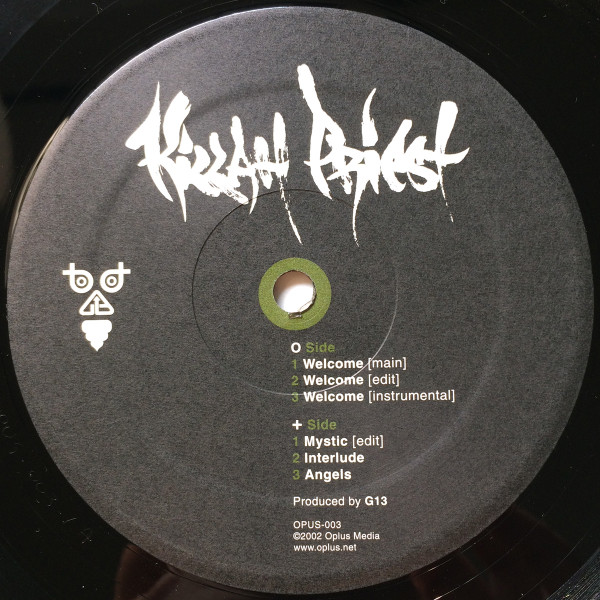 Killah Priest
O Side
1 Welcome [main]
2 Welcome [edit]
3 Welcome [instrumental]
+ Side
1 Mystic [edit]
2 Interlude
3 Angels
Produced by G13
OPUS-003
©2002 Oplus Media
www.oplus.net